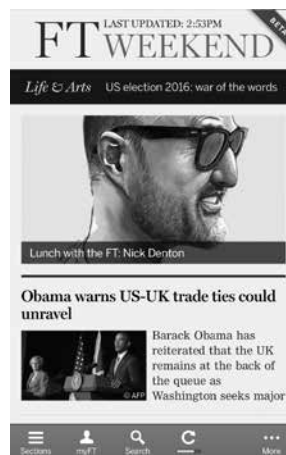 BETA
LAST UPDATED: 2:53PM
FT WEEKEND
Life & Arts US election 2016: war of the words
Lunch with the FT: Nick Denton
Obama warns US-UK trade ties could
unravel
Barack Obama has
reiterated that the UK
remains at the back of
the queue as
Washington seeks major
© AFP
Sections myFT Search More